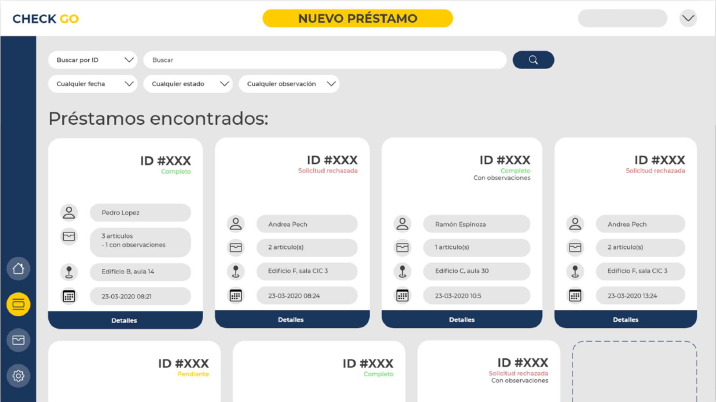 CHECK GO
NUEVO PRÉSTAMO
Buscar por ID
Buscar
Cualquier fecha
Cualquier estado
Cualquier observación
Préstamos encontrados:
ID #XXX
Completo
Pedro Lopez
3 artículos
- 1 con observaciones
Edificio B, aula 14
23-03-2020 08:21
Detalles
ID #XXX
Solicitud rechazada
Andrea Pech
2 artículo(s)
Edificio F, sala CIC 3
23-03-2020 08:24
Detalles
ID #XXX
Completo
Con observaciones
Ramón Espinoza
1 artículo(s)
Edificio C, aula 30
23-03-2020 10:5
Detalles
ID #XXX
Solicitud rechazada
Andrea Pech
2 artículo(s)
Edificio F, sala CIC 3
23-03-2020 13:24
Detalles
ID #XXX
Pendiente
ID #XXX
Completo
ID #XXX
Solicitud rechazada
Con observaciones